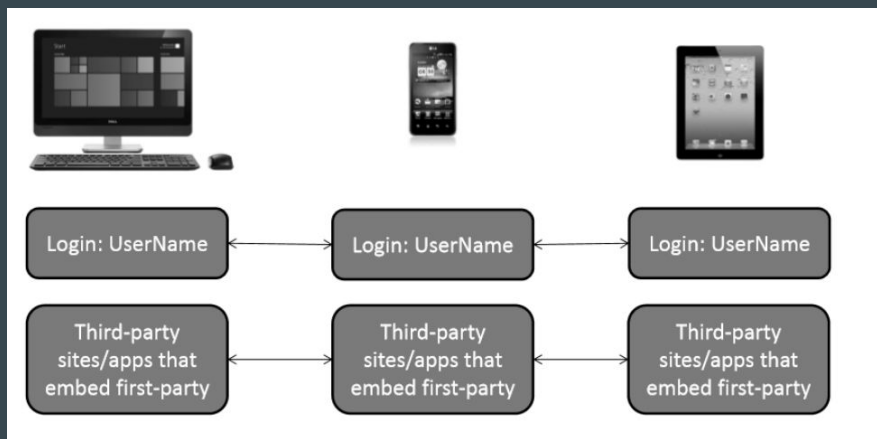 Start
Login: UserName
Login: UserName
Login: UserName
Third-party
sites/apps that
embed first-party
Third-party
sites/apps that
embed first-party
Third-party
sites/apps that
embed first-party